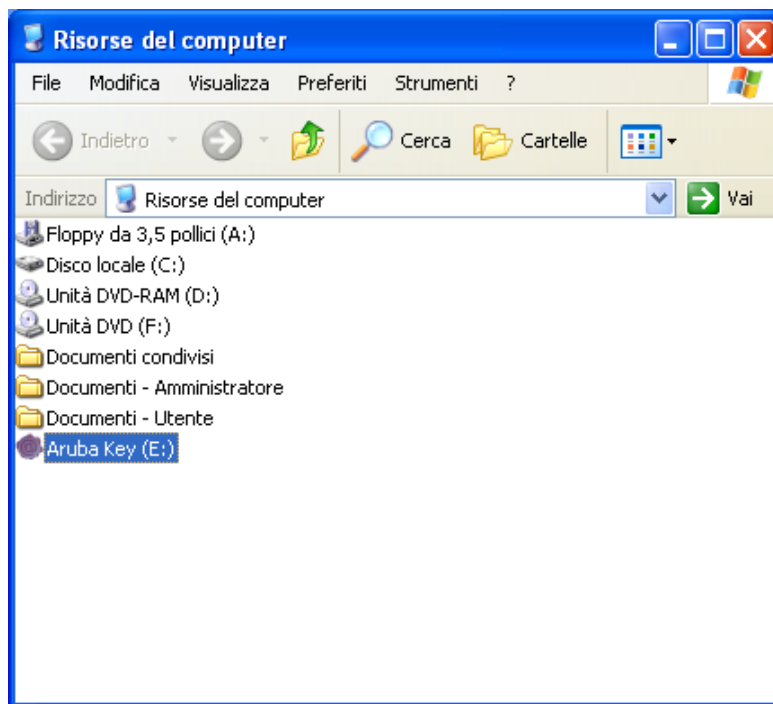 Risorse del computer
File Modifica Visualizza Preferiti Strumenti ?
Indietro Cerca Cartelle
Indirizzo Risorse del computer Vai
Floppy da 3,5 pollici (A:)
Disco locale (C:)
Unità DVD-RAM (D:)
Unità DVD (F:)
Documenti condivisi
Documenti - Amministratore
Documenti - Utente
Aruba Key (E:)